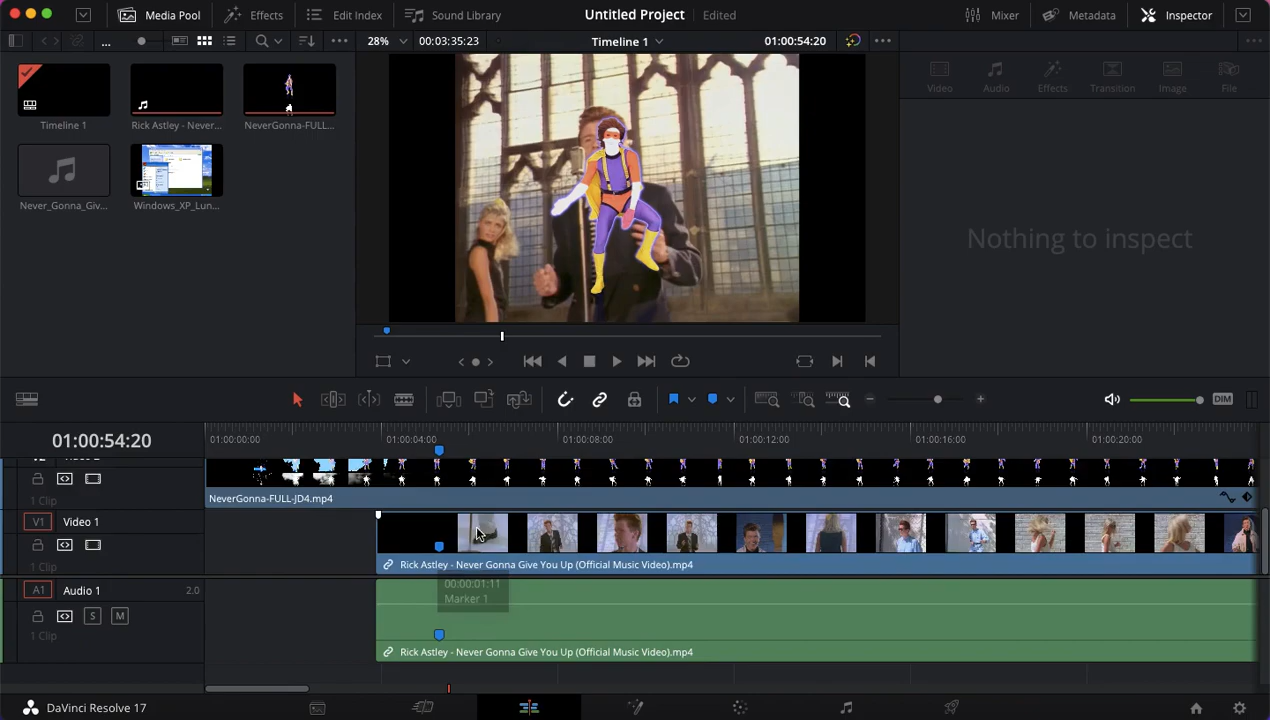 Media Pool
Effects
Edit Index
Sound Library
Untitled Project
Edited
Mixer
Metadata
Inspector
...
28%
00:03:35:23
Timeline 1
01:00:54:20
Video
Audio
Effects
Transition
Image
File
Timeline 1
Rick Astley - Never...
NeverGonna-FULL...
Never_Gonna_Giv...
Windows_XP_Lun...
Nothing to inspect
DIM
01:00:54:20
01:00:00:00
01:00:04:00
01:00:08:00
01:00:12:00
01:00:16:00
01:00:20:00
1 Clip
NeverGonna-FULL-JD4.mp4
V1
Video 1
1 Clip
Rick Astley - Never Gonna Give You Up (Official Music Video).mp4
00:00:01:11
Marker 1
A1
Audio 1
2.0
S
M
1 Clip
Rick Astley - Never Gonna Give You Up (Official Music Video).mp4
DaVinci Resolve 17